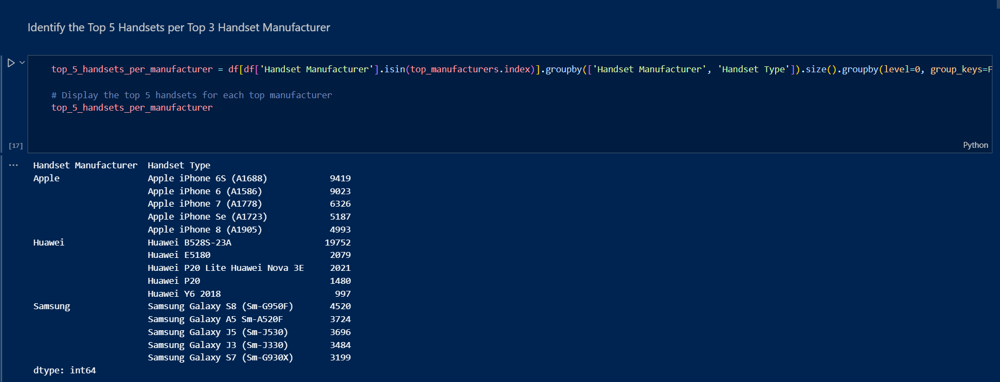 Identify the Top 5 Handsets per Top 3 Handset Manufacturer
top_5_handsets_per_manufacturer = df[df['Handset Manufacturer'].isin(top_manufacturers.index)].groupby(['Handset Manufacturer', 'Handset Type']).size().groupby(level=0, group_keys=F
# Display the top 5 handsets for each top manufacturer
top_5_handsets_per_manufacturer
[17]
Python
Handset Manufacturer  Handset Type
Apple                 Apple iPhone 6S (A1688)            9419
                      Apple iPhone 6 (A1586)             9023
                      Apple iPhone 7 (A1778)             6326
                      Apple iPhone Se (A1723)            5187
                      Apple iPhone 8 (A1905)             4993
Huawei                Huawei B528S-23A                  19752
                      Huawei E5180                       2079
                      Huawei P20 Lite Huawei Nova 3E     2021
                      Huawei P20                         1480
                      Huawei Y6 2018                      997
Samsung               Samsung Galaxy S8 (Sm-G950F)       4520
                      Samsung Galaxy A5 Sm-A520F         3724
                      Samsung Galaxy J5 (Sm-J530)        3696
                      Samsung Galaxy J3 (Sm-J330)        3484
                      Samsung Galaxy S7 (Sm-G930X)       3199
dtype: int64